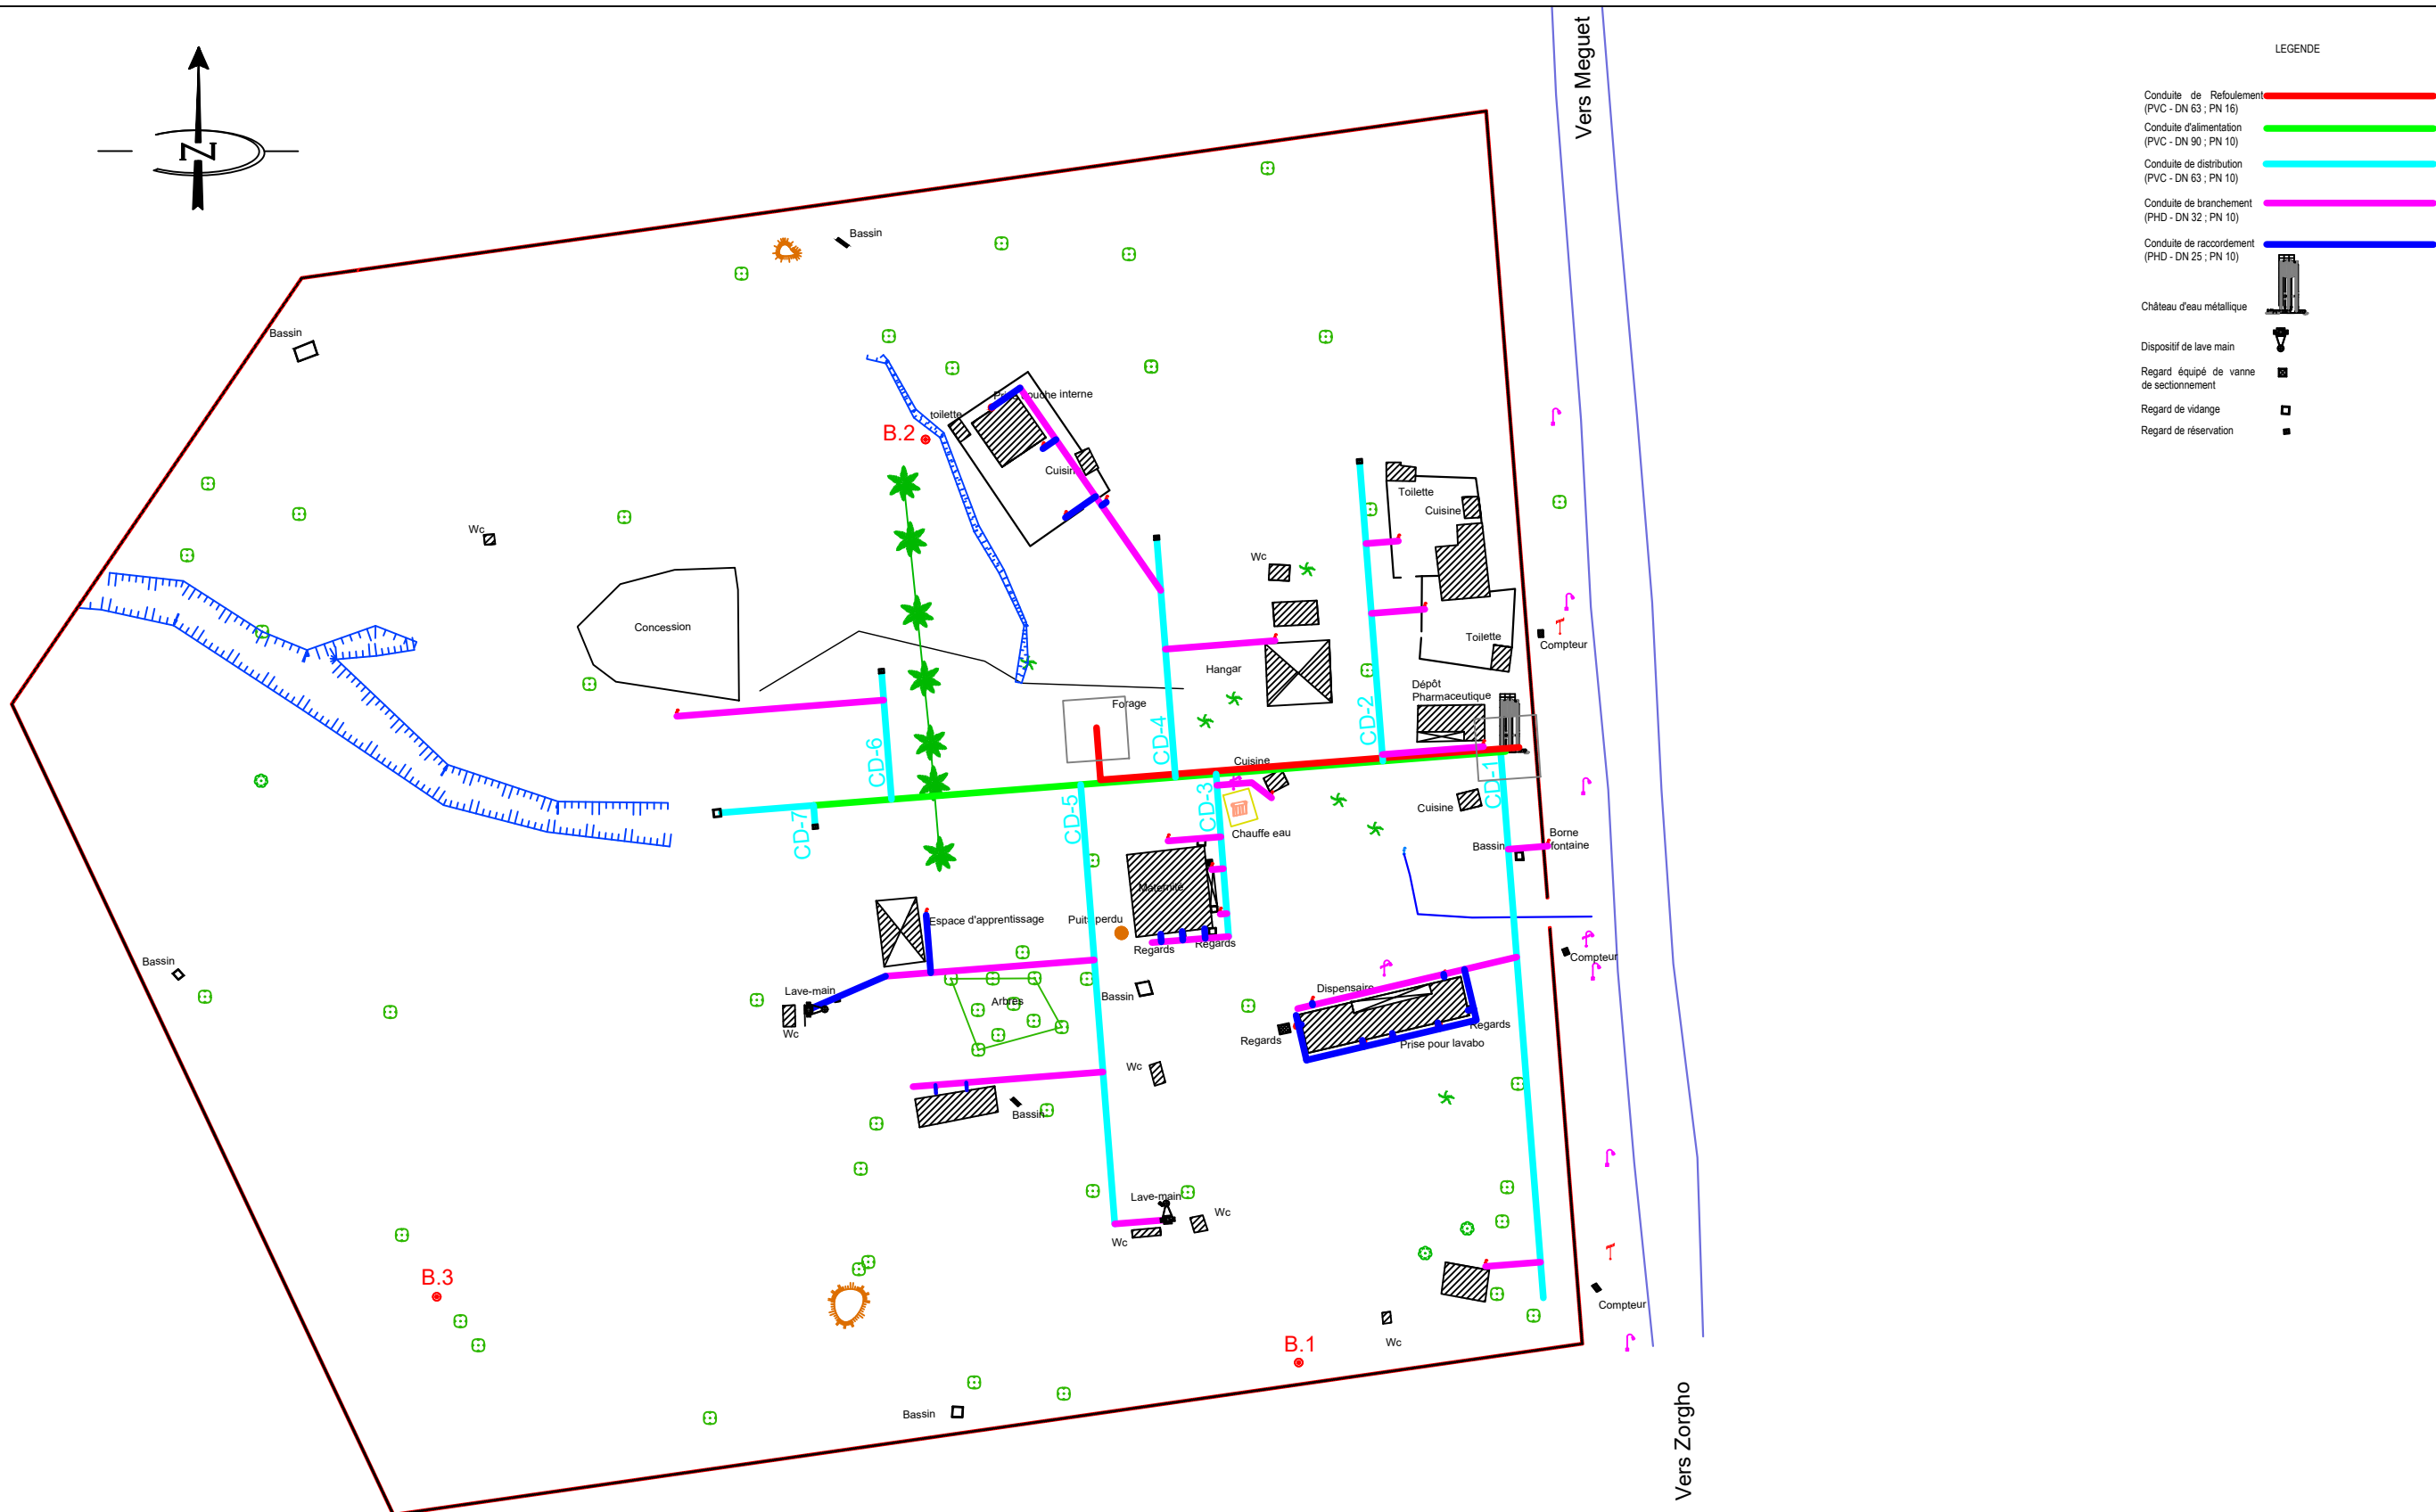 Vers Meguet
LEGENDE
Conduite de Refoulement
(PVC - DN 63 ; PN 16)
Conduite d'alimentation
(PVC - DN 90 ; PN 10)
Conduite de distribution
(PVC - DN 63 ; PN 10)
Conduite de branchement
(PHD - DN 32 ; PN 10)
Conduite de raccordement
(PHD - DN 25 ; PN 10)
Château d'eau métallique
Dispositif de lave main
Regard équipé de vanne
de sectionnement
Regard de vidange
Regard de réservation
N
Bassin
Bassin
Prise douche interne
toilette
B.2
Cuisine
Toilette
Cuisine
Wc
Wc
Concession
Toilette
Compteur
Hangar
Dépôt
Pharmaceutique
Forage
CD-4
CD-2
CD-6
Cuisine
CD-1
CD-3
CD-5
CD-7
Cuisine
Chauffe eau
Borne
fontaine
Bassin
Maternité
Espace d'apprentissage
Puits perdu
Regards
Regards
Compteur
Bassin
Lave-main
Arbres
Bassin
Dispensaire
Wc
Regards
Regards
Prise pour lavabo
Wc
Bassin
Lave-main
Wc
Wc
B.3
Compteur
B.1
Wc
Bassin
Vers Zorgho